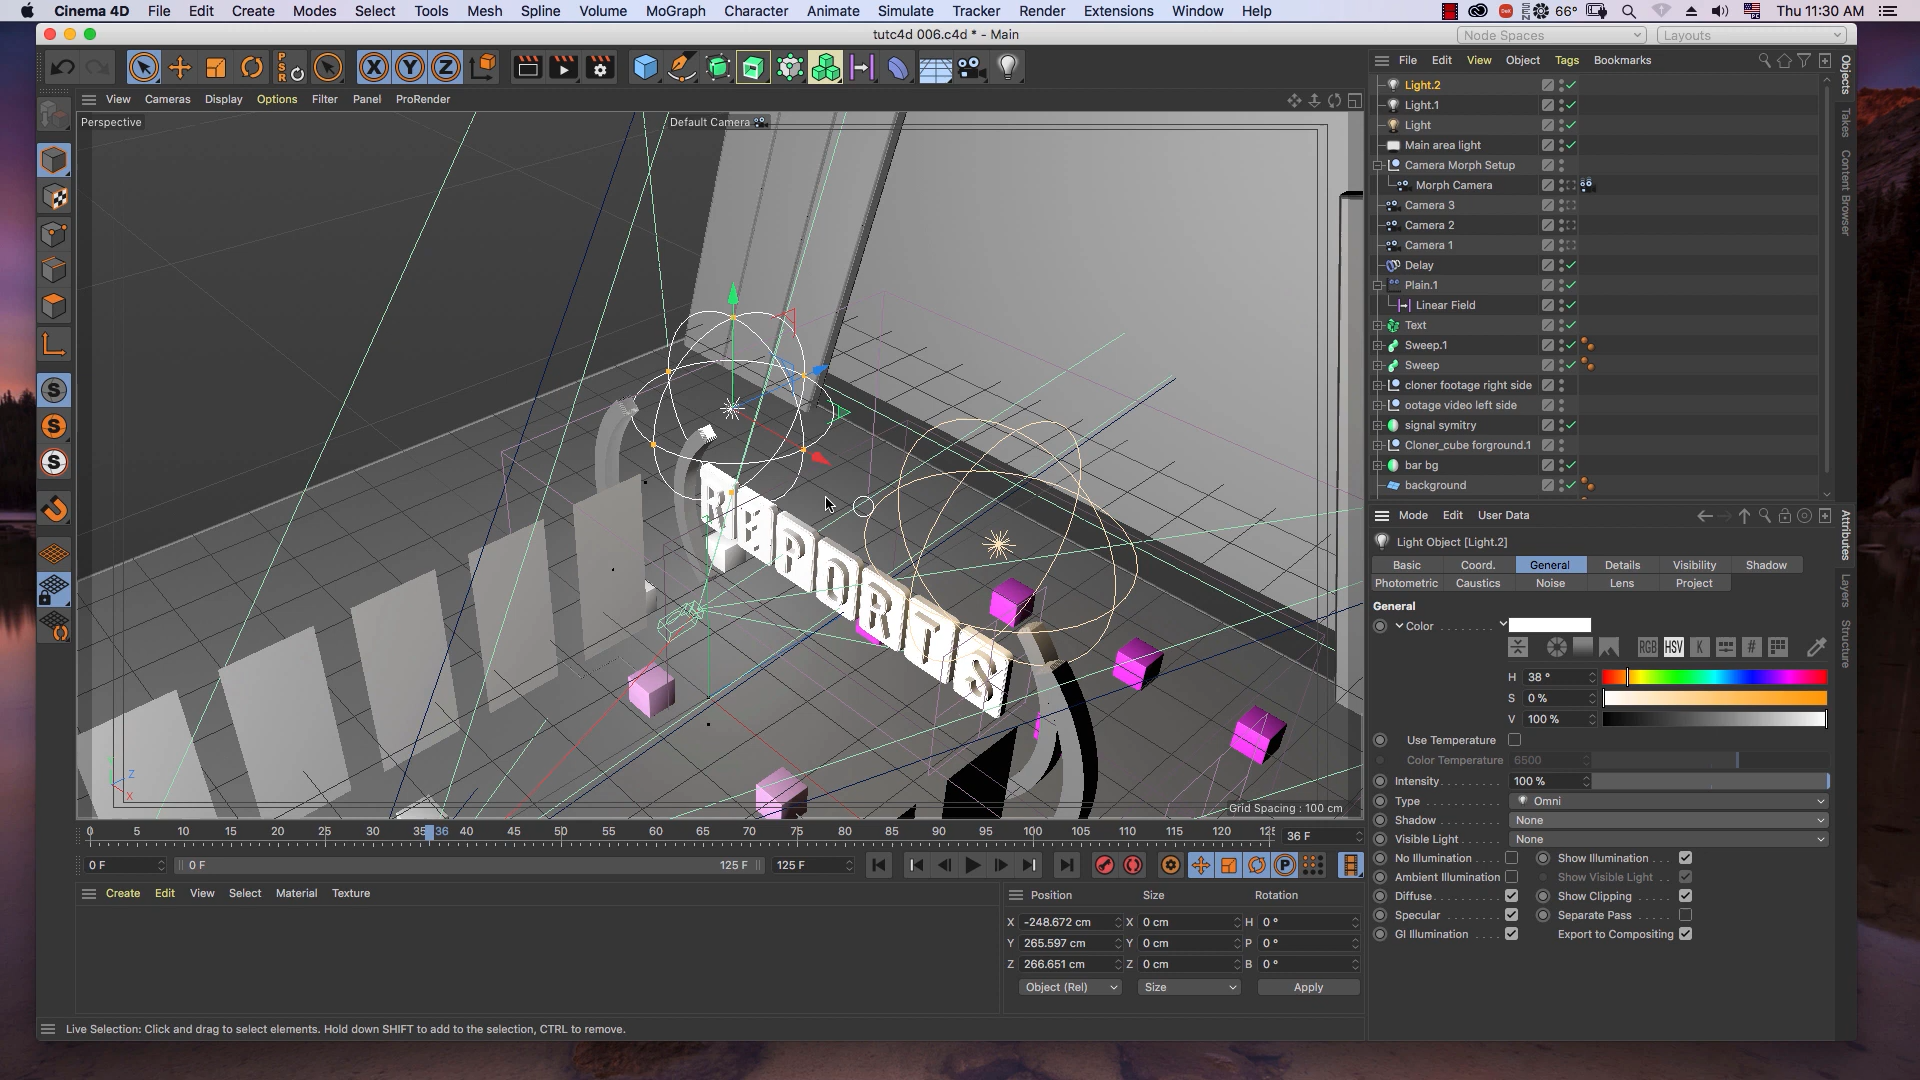 Cinema 4D File Edit Create Modes Select Tools Mesh Spline Volume MoGraph Character Animate Simulate Tracker Render Extensions Window Help 66° Thu 11:30 AM
tutc4d 006.c4d * - Main
Node Spaces Layouts
File Edit View Object Tags Bookmarks
View Cameras Display Options Filter Panel ProRender
Perspective Default Camera
REPORTS
Grid Spacing : 100 cm
Light.2
Light.1
Light
Main area light
Camera Morph Setup
Morph Camera
Camera 3
Camera 2
Camera 1
Delay
Plain.1
Linear Field
Text
Sweep.1
Sweep
cloner footage right side
ootage video left side
signal symitry
Cloner_cube forground.1
bar bg
background
Objects
Takes
Content Browser
Attributes
Layers
Structure
Mode Edit User Data
Light Object [Light.2]
Basic Coord. General Details Visibility Shadow
Photometric Caustics Noise Lens Project
General
Color
RGB HSV K #
H 38 °
S 0 %
V 100 %
Use Temperature
Color Temperature 6500
Intensity 100 %
Type Omni
Shadow None
Visible Light None
No Illumination Show Illumination
Ambient Illumination Show Visible Light
Diffuse Show Clipping
Specular Separate Pass
GI Illumination Export to Compositing
0 5 10 15 20 25 30 35 36 40 45 50 55 60 65 70 75 80 85 90 95 100 105 110 115 120 125 36 F
0 F 0 F 125 F 125 F
Create Edit View Select Material Texture
Position Size Rotation
X -248.672 cm X 0 cm H 0 °
Y 265.597 cm Y 0 cm P 0 °
Z 266.651 cm Z 0 cm B 0 °
Object (Rel) Size Apply
Live Selection: Click and drag to select elements. Hold down SHIFT to add to the selection, CTRL to remove.